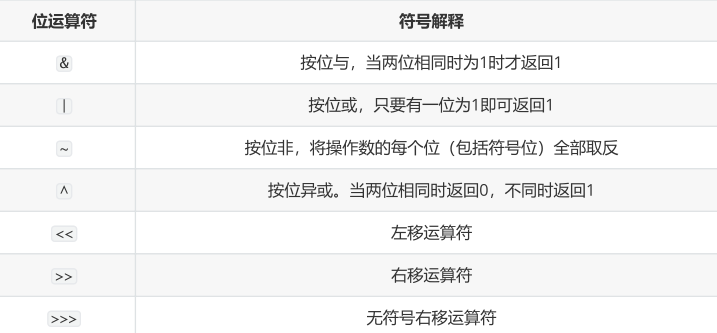 位运算符 符号解释
& 按位与，当两位相同时为1时才返回1
| 按位或，只要有一位为1即可返回1
~ 按位非，将操作数的每个位（包括符号位）全部取反
^ 按位异或。当两位相同时返回0，不同时返回1
<< 左移运算符
>> 右移运算符
>>> 无符号右移运算符